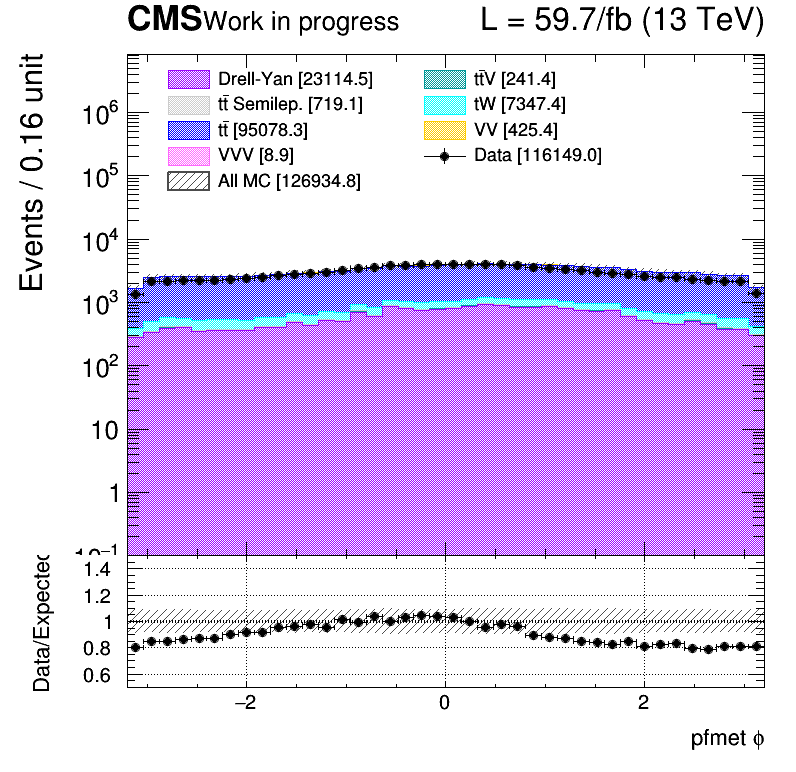 CMS Work in progress L = 59.7/fb (13 TeV)
Events / 0.16 unit
Drell-Yan [23114.5]
tt̄ Semilep. [719.1]
tt̄ [95078.3]
VVV [8.9]
All MC [126934.8]
tt̄V [241.4]
tW [7347.4]
VV [425.4]
Data [116149.0]
10⁶
10⁵
10⁴
10³
10²
10
1
10⁻¹
Data/Expected
1.4
1.2
1
0.8
0.6
−2 0 2
pfmet ϕ